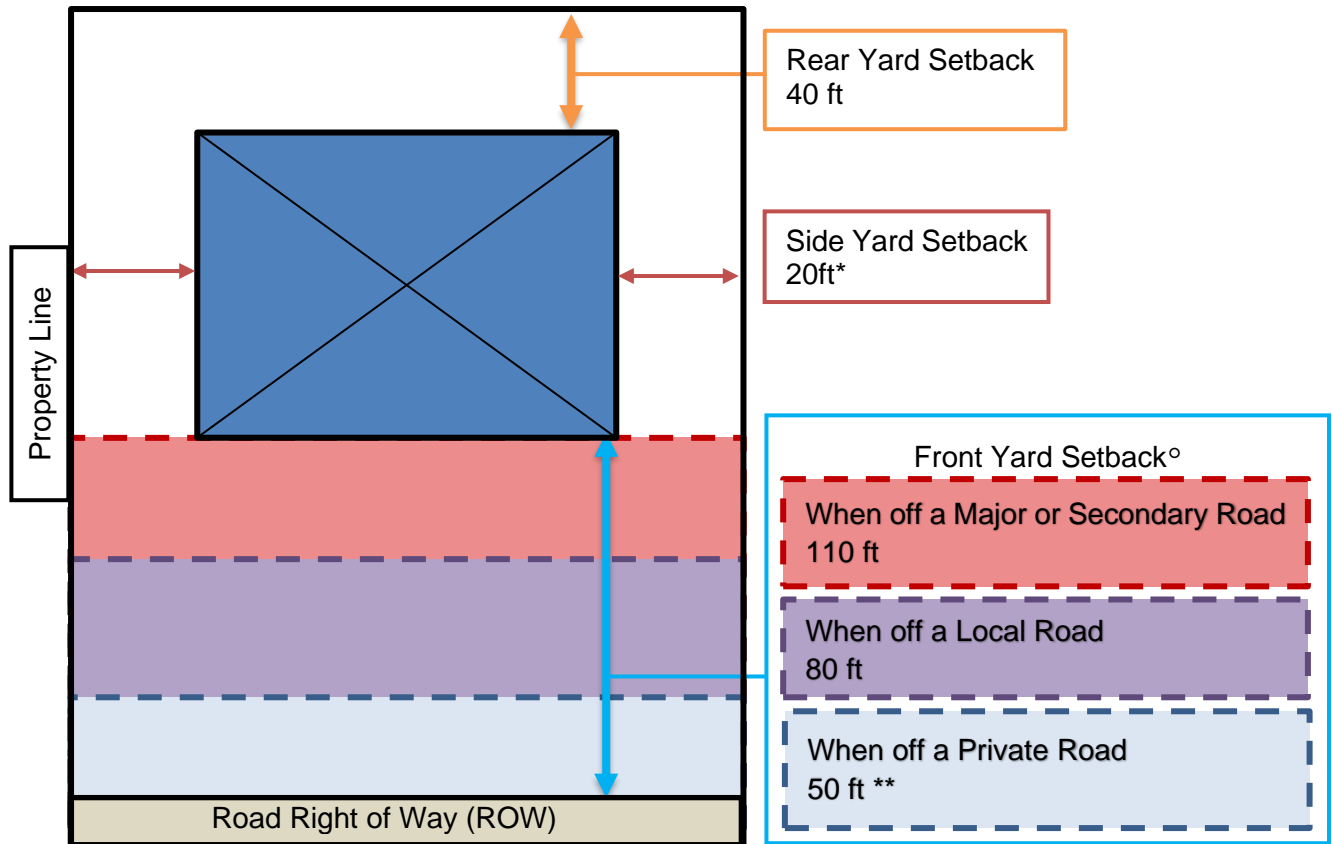 Rear Yard Setback
40 ft
Side Yard Setback
20ft*
Property Line
Front Yard Setback°
When off a Major or Secondary Road
110 ft
When off a Local Road
80 ft
When off a Private Road
50 ft **
Road Right of Way (ROW)